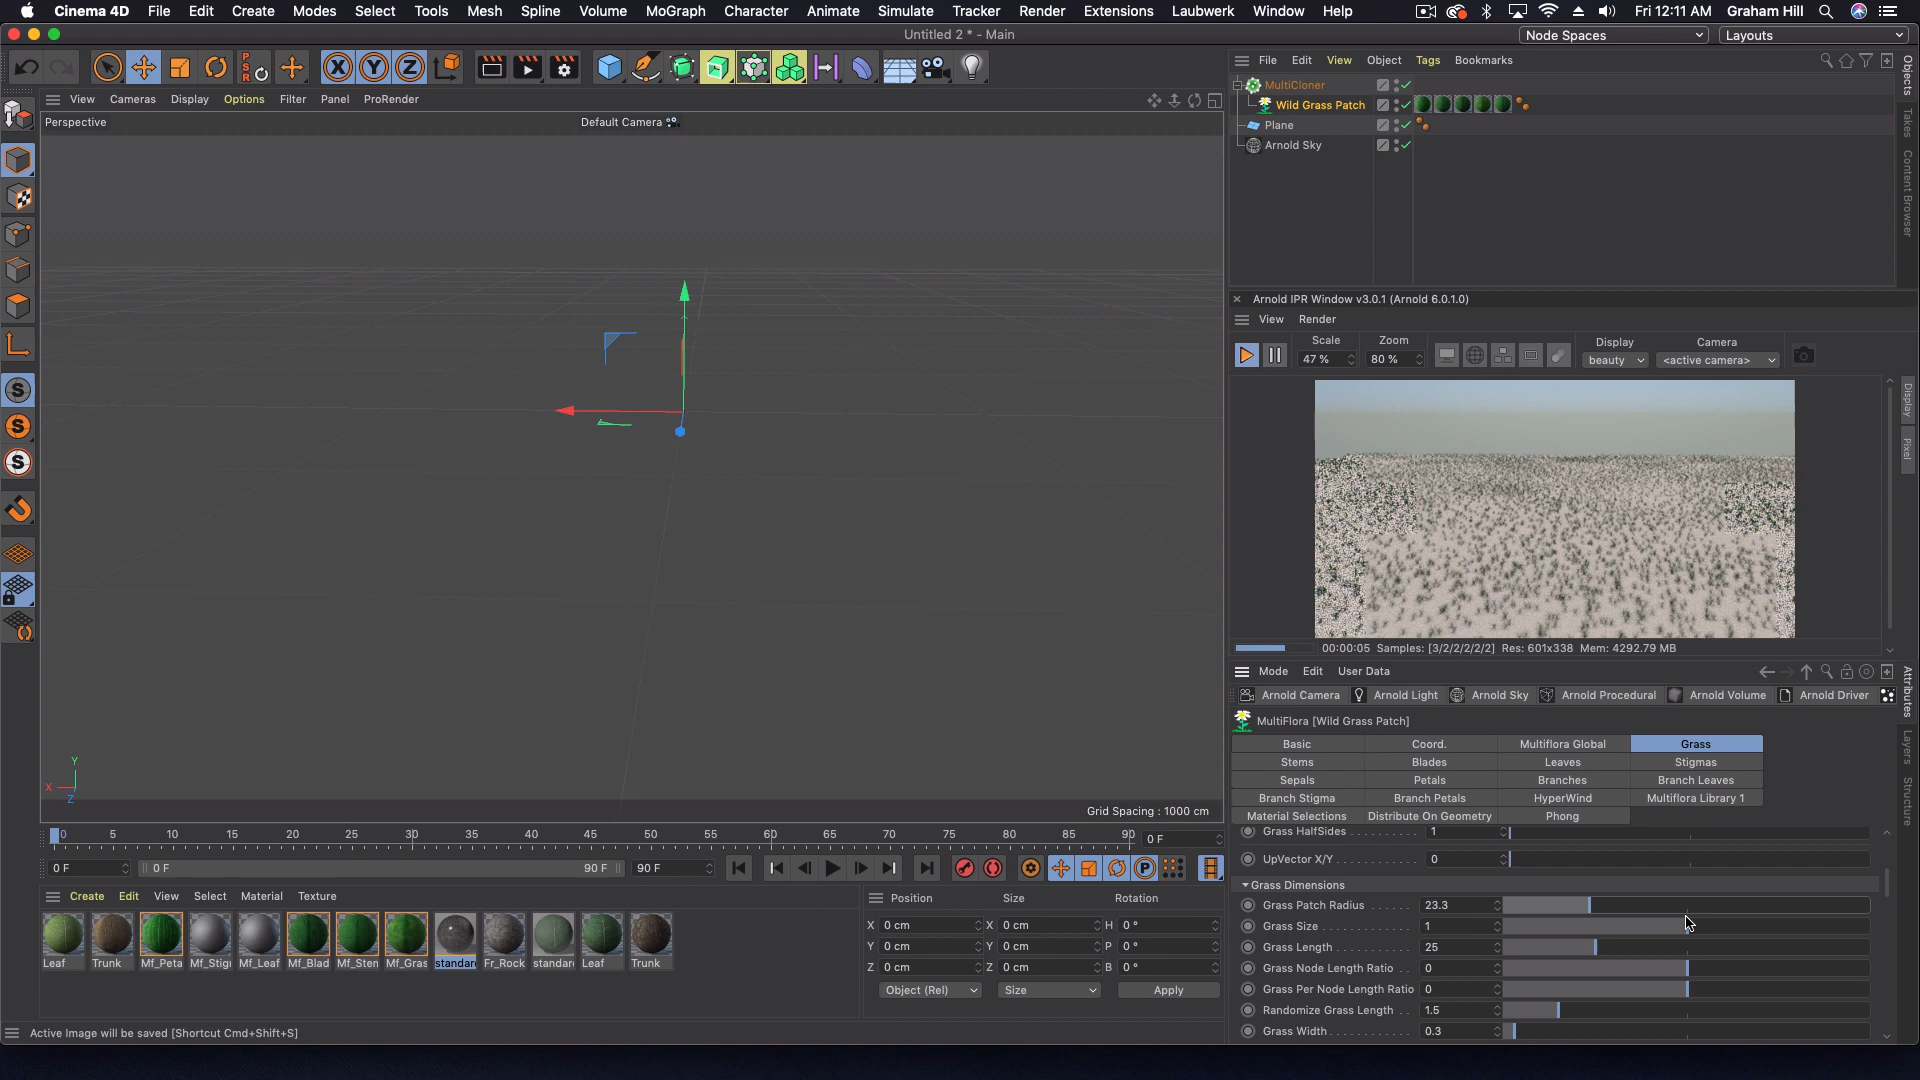 Cinema 4D File Edit Create Modes Select Tools Mesh Spline Volume MoGraph Character Animate Simulate Tracker Render Extensions Laubwerk Window Help Fri 12:11 AM Graham Hill
Untitled 2 * - Main
Node Spaces Layouts
PSR X Y Z
File Edit View Object Tags Bookmarks
MultiCloner
Wild Grass Patch
Plane
Arnold Sky
Objects
Takes
Content Browser
View Cameras Display Options Filter Panel ProRender
Perspective
Default Camera
S
S
S
Y
X
Z
Grid Spacing : 1000 cm
Arnold IPR Window v3.0.1 (Arnold 6.0.1.0)
View Render
Scale Zoom Display Camera
47 % 80 % beauty <active camera>
Display
Pixel
00:00:05 Samples: [3/2/2/2/2/2] Res: 601x338 Mem: 4292.79 MB
Mode Edit User Data
Arnold Camera Arnold Light Arnold Sky Arnold Procedural Arnold Volume Arnold Driver
MultiFlora [Wild Grass Patch]
Basic Coord. Multiflora Global Grass
Stems Blades Leaves Stigmas
Sepals Petals Branches Branch Leaves
Branch Stigma Branch Petals HyperWind Multiflora Library 1
Material Selections Distribute On Geometry Phong
Attributes
Layers
Structure
Grass HalfSides 1
UpVector X/Y 0
Grass Dimensions
Grass Patch Radius 23.3
Grass Size 1
Grass Length 25
Grass Node Length Ratio 0
Grass Per Node Length Ratio 0
Randomize Grass Length 1.5
Grass Width 0.3
0 5 10 15 20 25 30 35 40 45 50 55 60 65 70 75 80 85 90 0 F
0 F 0 F 90 F 90 F
P
Create Edit View Select Material Texture
Leaf Trunk Mf_Peta Mf_Stig Mf_Leaf Mf_Blad Mf_Sten Mf_Gras standar Fr_Rock standar Leaf Trunk
Position Size Rotation
X 0 cm X 0 cm H 0 °
Y 0 cm Y 0 cm P 0 °
Z 0 cm Z 0 cm B 0 °
Object (Rel) Size Apply
Active Image will be saved [Shortcut Cmd+Shift+S]